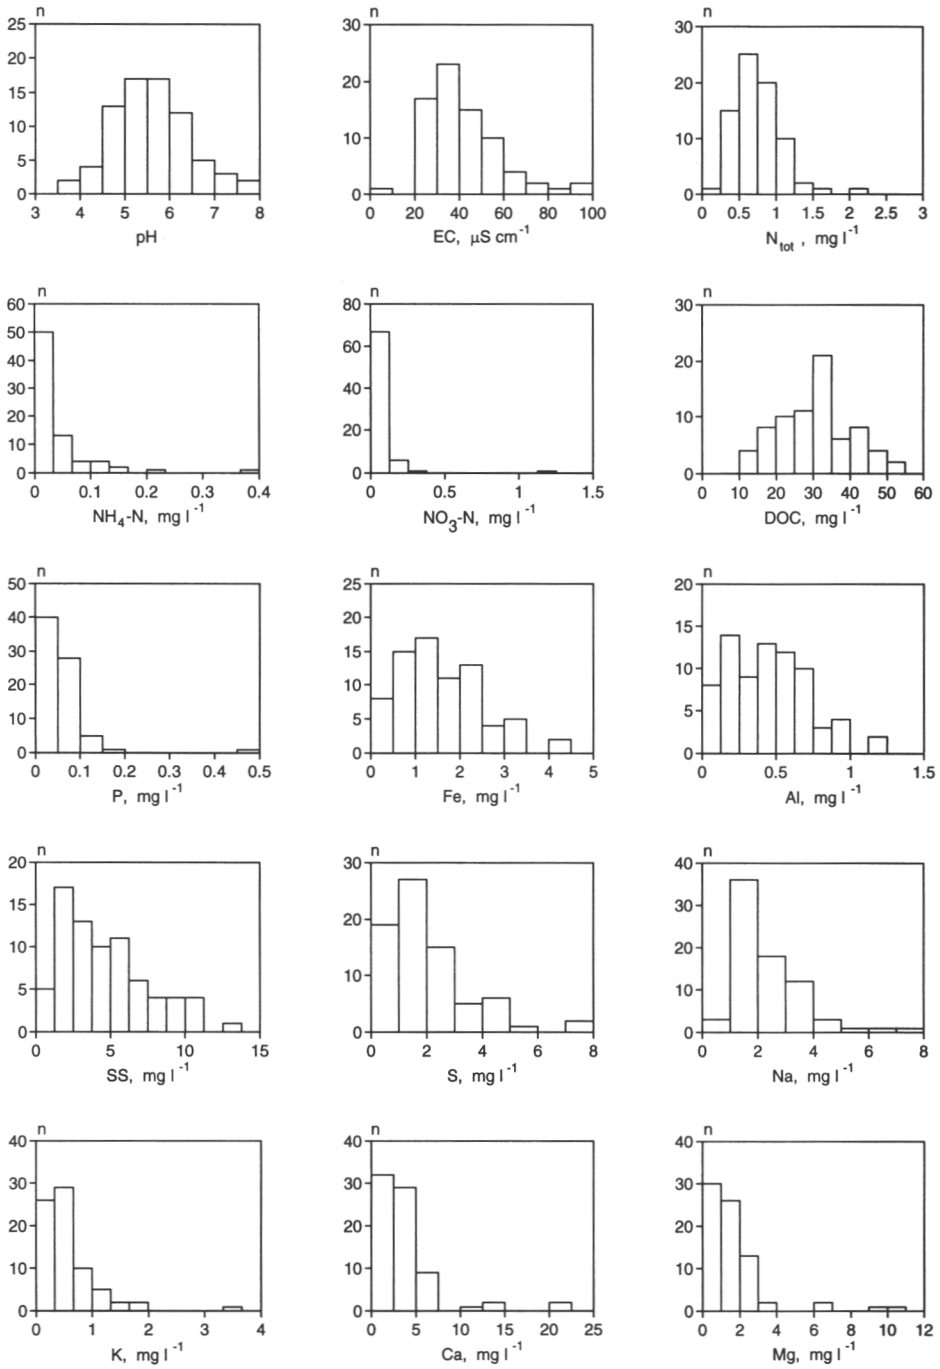 n
25
20
15
10
5
0
3 4 5 6 7 8
pH
n
30
20
10
0
0 20 40 60 80 100
EC, μS cm⁻¹
n
30
20
10
0
0 0.5 1 1.5 2 2.5 3
N tot , mg l⁻¹
n
60
50
40
30
20
10
0
0 0.1 0.2 0.3 0.4
NH₄-N, mg l⁻¹
n
80
60
40
20
0
0 0.5 1 1.5
NO₃-N, mg l⁻¹
n
30
20
10
0
0 10 20 30 40 50 60
DOC, mg l⁻¹
n
50
40
30
20
10
0
0 0.1 0.2 0.3 0.4 0.5
P, mg l⁻¹
n
25
20
15
10
5
0
0 1 2 3 4 5
Fe, mg l⁻¹
n
20
15
10
5
0
0 0.5 1 1.5
Al, mg l⁻¹
n
20
15
10
5
0
0 5 10 15
SS, mg l⁻¹
n
30
20
10
0
0 2 4 6 8
S, mg l⁻¹
n
40
30
20
10
0
0 2 4 6 8
Na, mg l⁻¹
n
40
30
20
10
0
0 1 2 3 4
K, mg l⁻¹
n
40
30
20
10
0
0 5 10 15 20 25
Ca, mg l⁻¹
n
40
30
20
10
0
0 2 4 6 8 10 12
Mg, mg l⁻¹